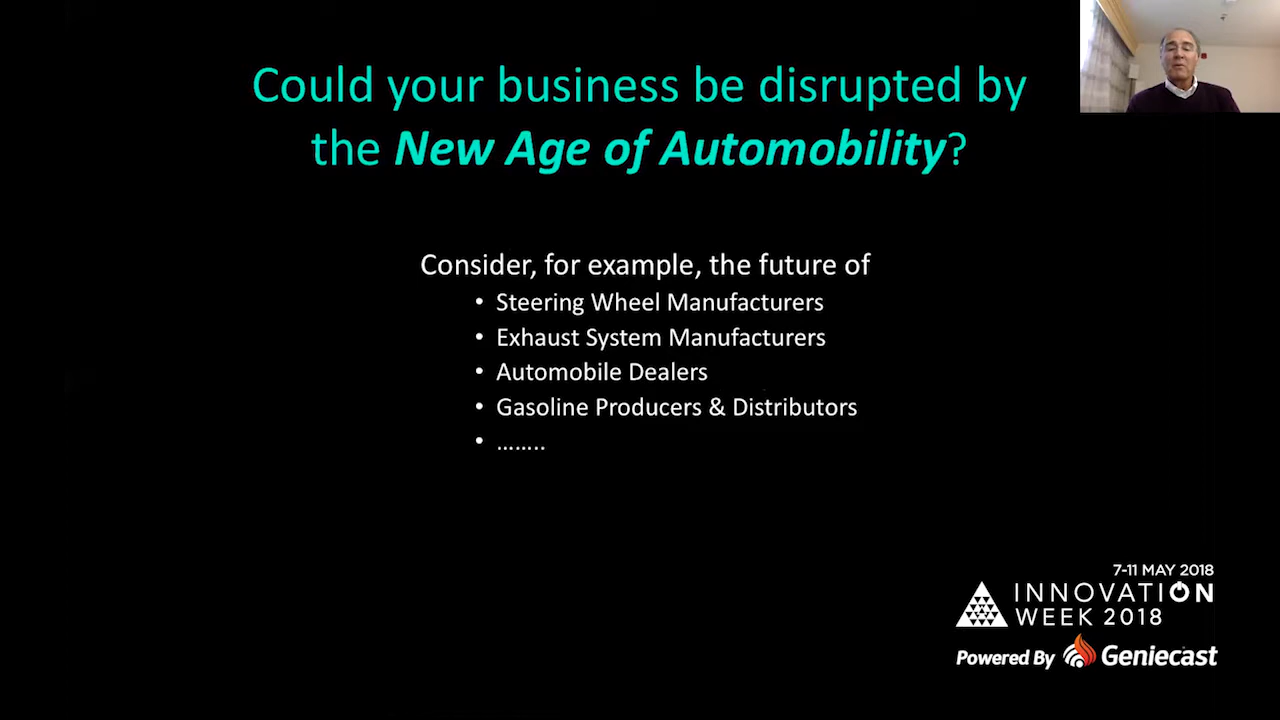 Could your business be disrupted by
the New Age of Automobility?
Consider, for example, the future of
• Steering Wheel Manufacturers
• Exhaust System Manufacturers
• Automobile Dealers
• Gasoline Producers & Distributors
• ........
7-11 MAY 2018
INNOVATION
WEEK 2018
Powered By Geniecast